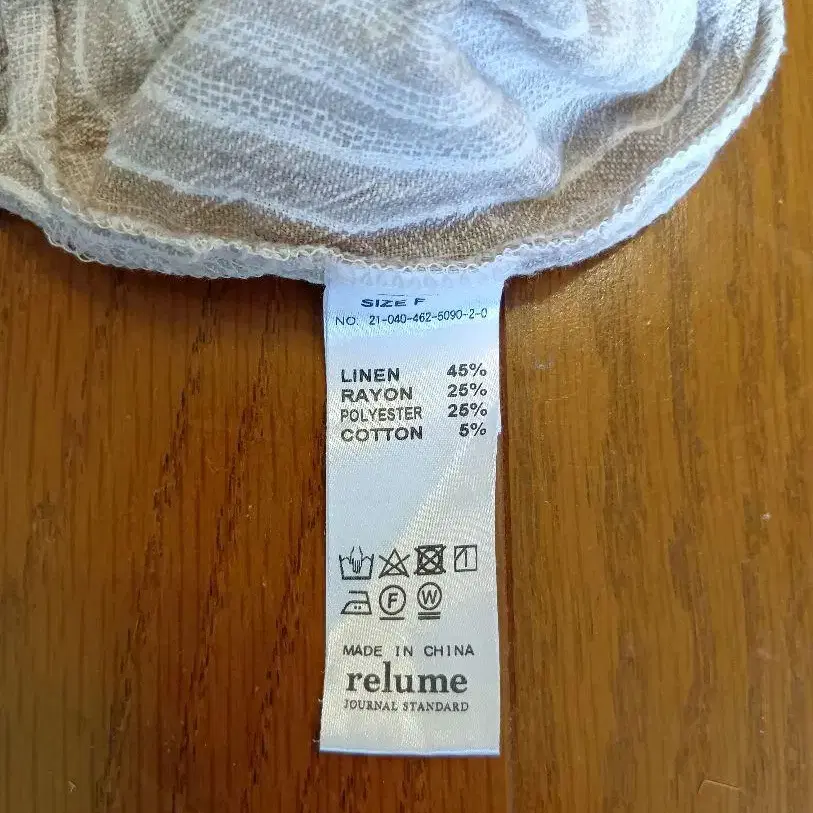 SIZE F
NO. 21-040-462-5090-2-0
LINEN 45%
RAYON 25%
POLYESTER 25%
COTTON 5%
F W
MADE IN CHINA
relume
JOURNAL STANDARD